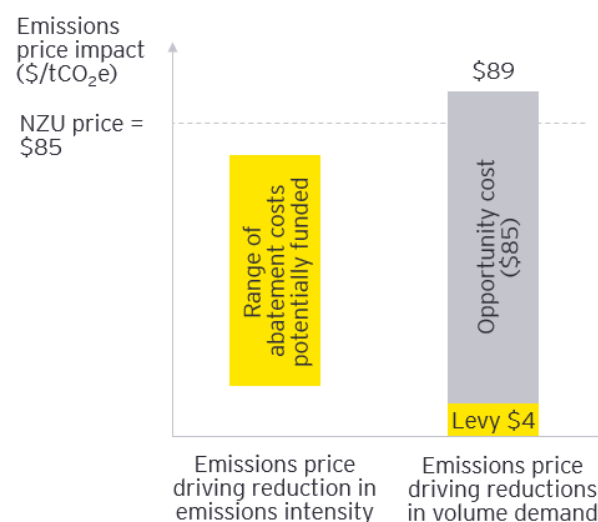 Emissions
price impact
($/tCO₂e)
$89
NZU price =
$85
Range of
abatement costs
potentially funded
Opportunity cost
($85)
Levy $4
Emissions price
driving reduction in
emissions intensity
Emissions price
driving reductions
in volume demand